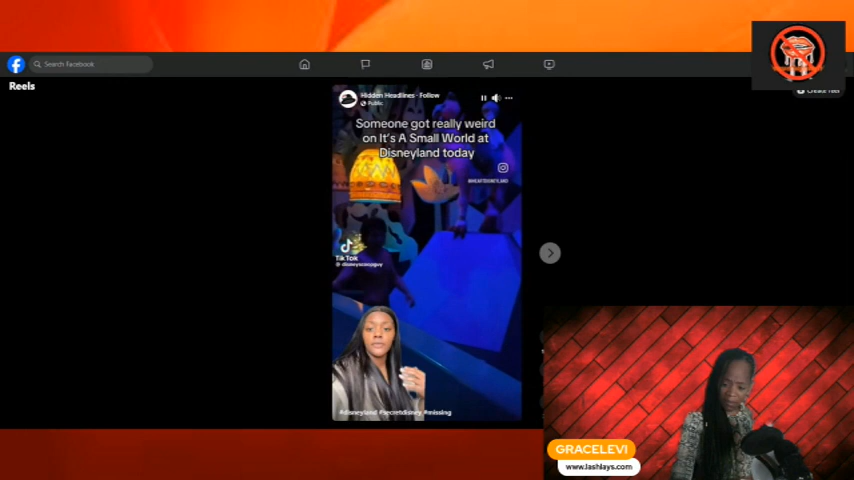 Search Facebook
Reels
Create reel
Hidden Headlines · Follow
Public
Someone got really weird
on It's A Small World at
Disneyland today
TikTok
#disneyland #secretdisney #missing
GRACELEVI
www.lashlays.com